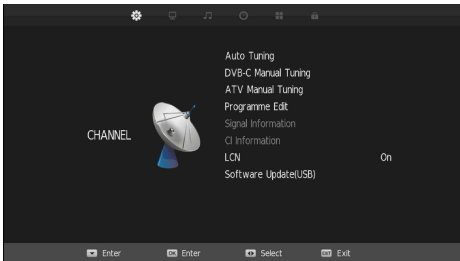 Auto Tuning
DVB-C Manual Tuning
ATV Manual Tuning
Programme Edit
Signal Information
CI Information
CHANNEL
LCN On
Software Update(USB)
Enter OK Enter Select EXIT Exit